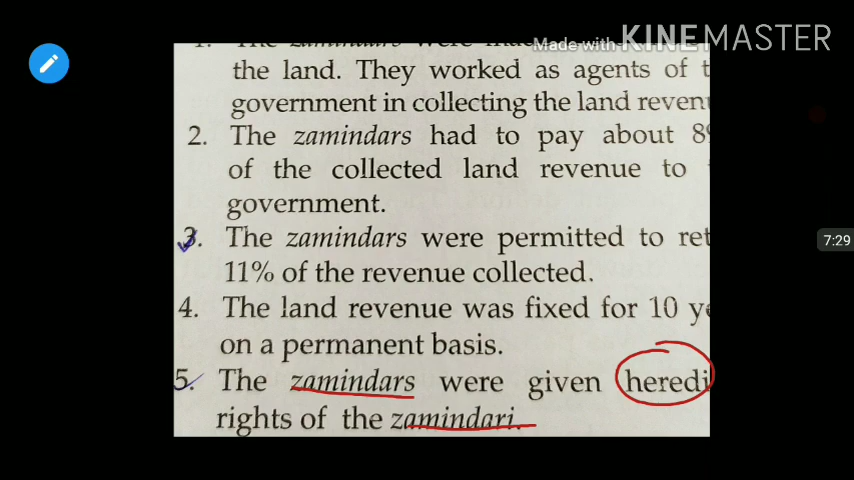 Made with KINEMASTER
the land. They worked as agents of
government in collecting the land
2. The zamindars had to pay about
of the collected land revenue to
government.
3. The zamindars were permitted to
11% of the revenue collected.
4. The land revenue was fixed for 10
on a permanent basis.
5. The zamindars were given
rights of the zamindari.
7:29